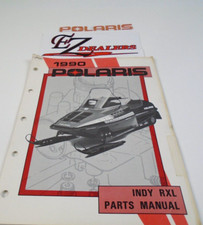 POLARIS
EZ
DEALERS
1990
POLARIS
INDY RXL
PARTS MANUAL